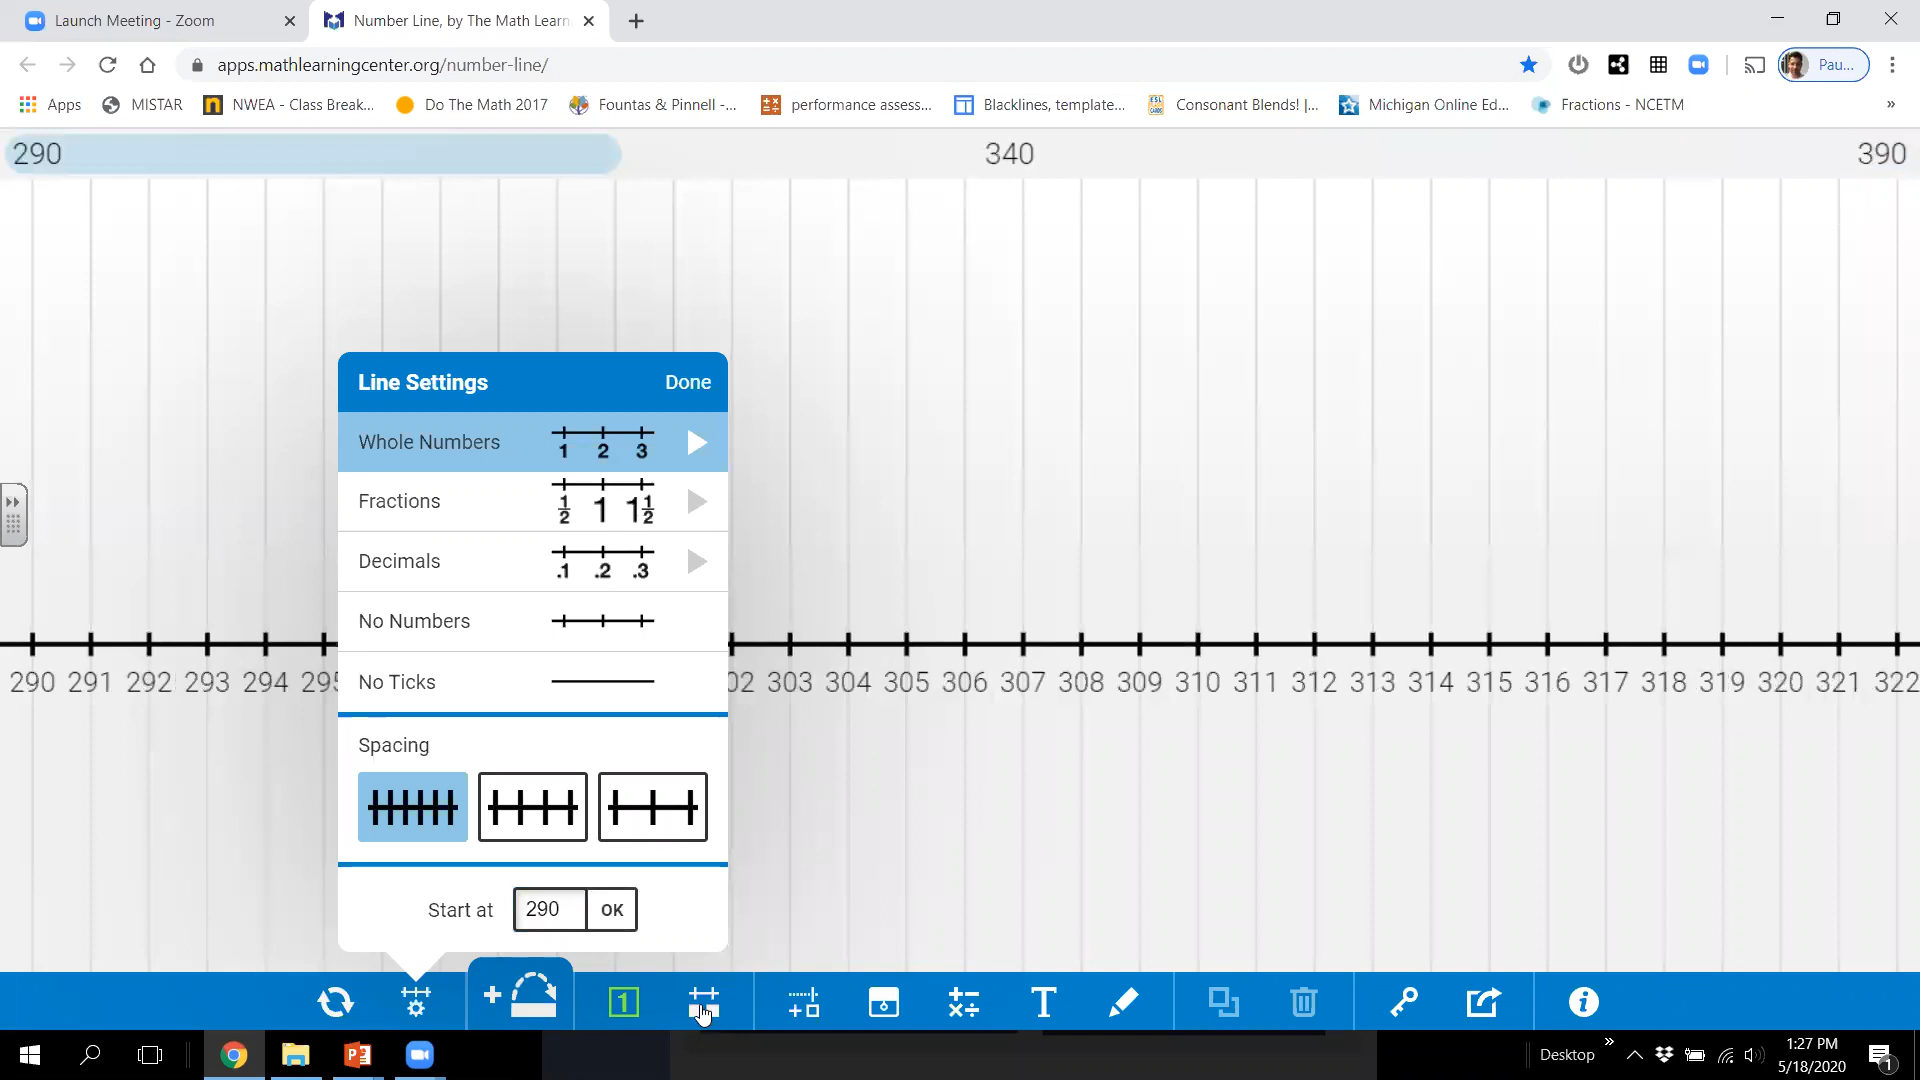 Launch Meeting - Zoom
Number Line, by The Math Learn
apps.mathlearningcenter.org/number-line/
Pau...
Apps
MISTAR
NWEA - Class Break...
Do The Math 2017
Fountas & Pinnell -...
performance assess...
Blacklines, template...
Consonant Blends! |...
Michigan Online Ed...
Fractions - NCETM
»
290 340 390
Line Settings Done
Whole Numbers 1 2 3
Fractions 1/2 1 1 1/2
Decimals .1 .2 .3
No Numbers
290 291 292 293 294 295 02 303 304 305 306 307 308 309 310 311 312 313 314 315 316 317 318 319 320 321 322
No Ticks
Spacing
Start at 290 OK
1
T
Desktop
»
1:27 PM
5/18/2020
1